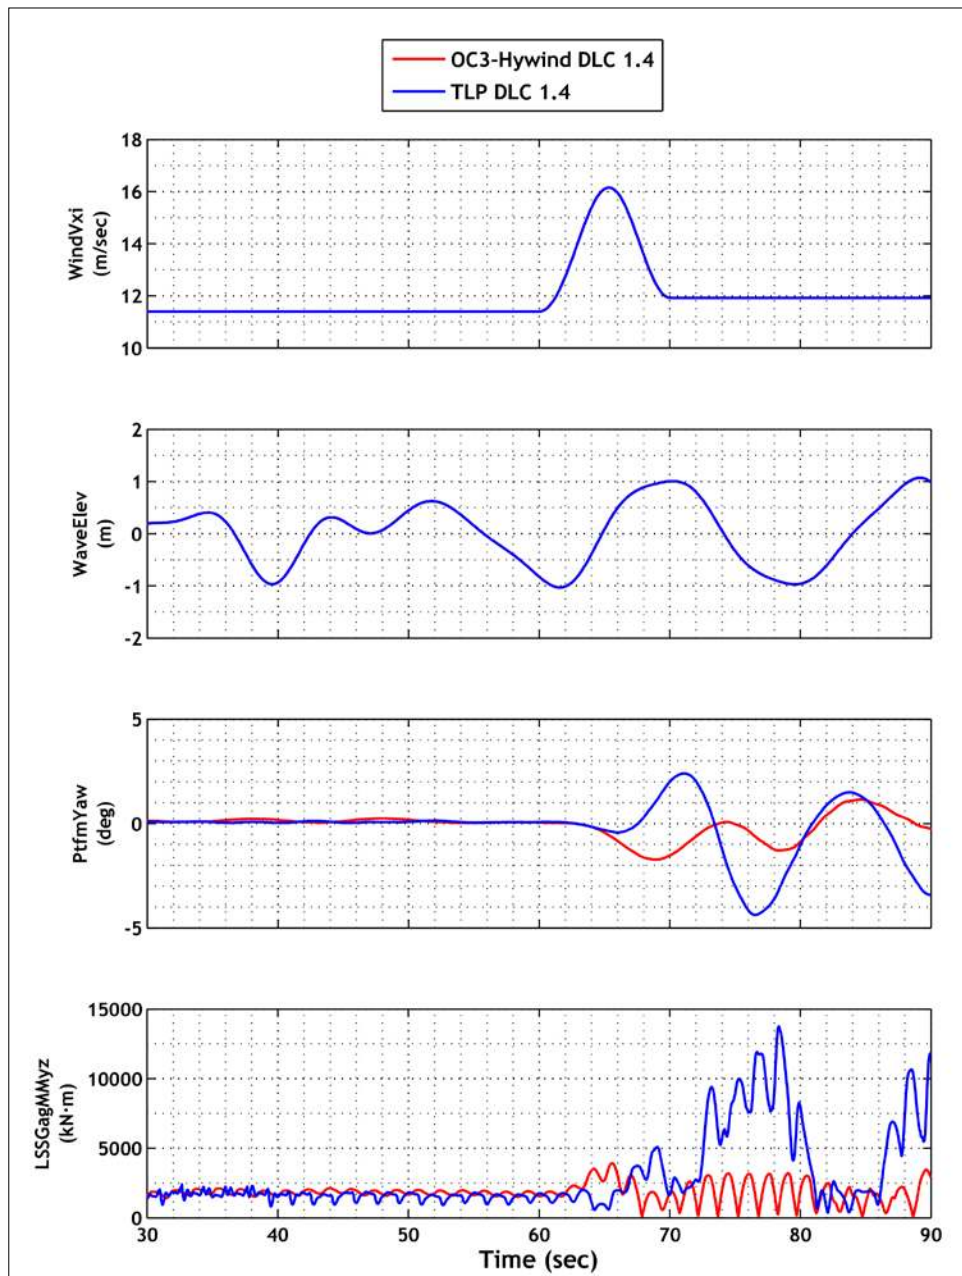 OC3-Hywind DLC 1.4
TLP DLC 1.4
18
16
14
12
10
WindVxi
(m/sec)
2
1
0
-1
-2
WaveElev
(m)
5
0
-5
PtfmYaw
(deg)
15000
10000
5000
0
LSSGagMMyz
(kN·m)
30 40 50 60 70 80 90
Time (sec)